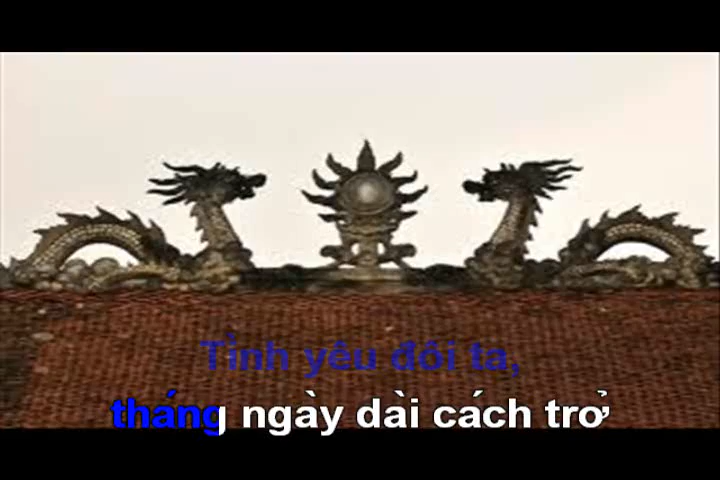 Tình yêu đôi ta,
tháng ngày dài cách trở